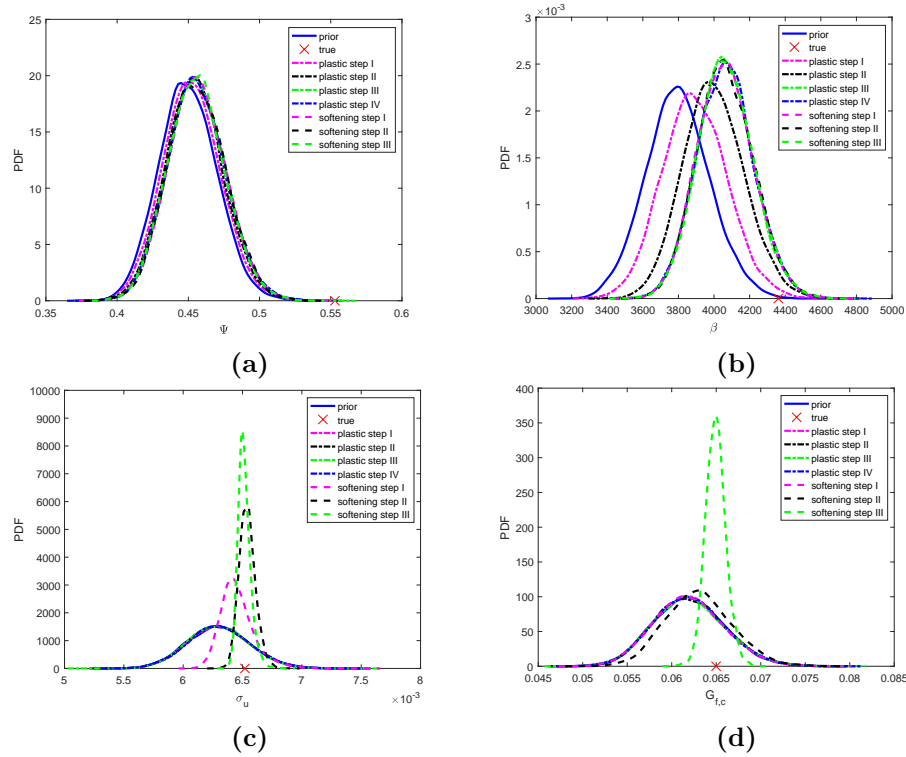 25
20
15
10
5
0
PDF
0.35
0.4
0.45
0.5
0.55
0.6
Ψ
prior
true
plastic step I
plastic step II
plastic step III
plastic step IV
softening step I
softening step II
softening step III
(a)
×10⁻³
3
2.5
2
1.5
1
0.5
0
PDF
3000
3200
3400
3600
3800
4000
4200
4400
4600
4800
5000
β
prior
true
plastic step I
plastic step II
plastic step III
plastic step IV
softening step I
softening step II
softening step III
(b)
10000
9000
8000
7000
6000
5000
4000
3000
2000
1000
0
PDF
5
5.5
6
6.5
7
7.5
8
σu
×10⁻³
prior
true
plastic step I
plastic step II
plastic step III
plastic step IV
softening step I
softening step II
softening step III
(c)
400
350
300
250
200
150
100
50
0
PDF
0.045
0.05
0.055
0.06
0.065
0.07
0.075
0.08
0.085
Gf,c
prior
true
plastic step I
plastic step II
plastic step III
plastic step IV
softening step I
softening step II
softening step III
(d)